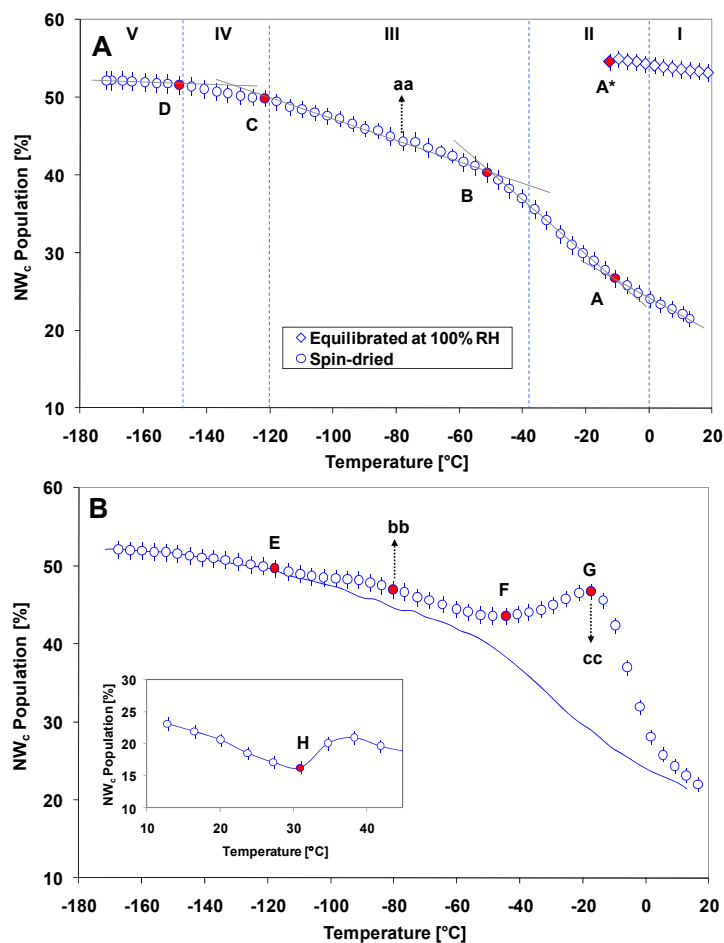 A
V IV III II I
60
50
40
30
20
10
NWc Population [%]
D
C
aa
B
A
A*
Equilibrated at 100% RH
Spin-dried
-180 -160 -140 -120 -100 -80 -60 -40 -20 0 20
Temperature [°C]
B
60
50
40
30
20
10
NWc Population [%]
E
bb
F
G
cc
30
25
20
15
10
NWc Population [%]
H
10 20 30 40
Temperature [°C]
-180 -160 -140 -120 -100 -80 -60 -40 -20 0 20
Temperature [°C]